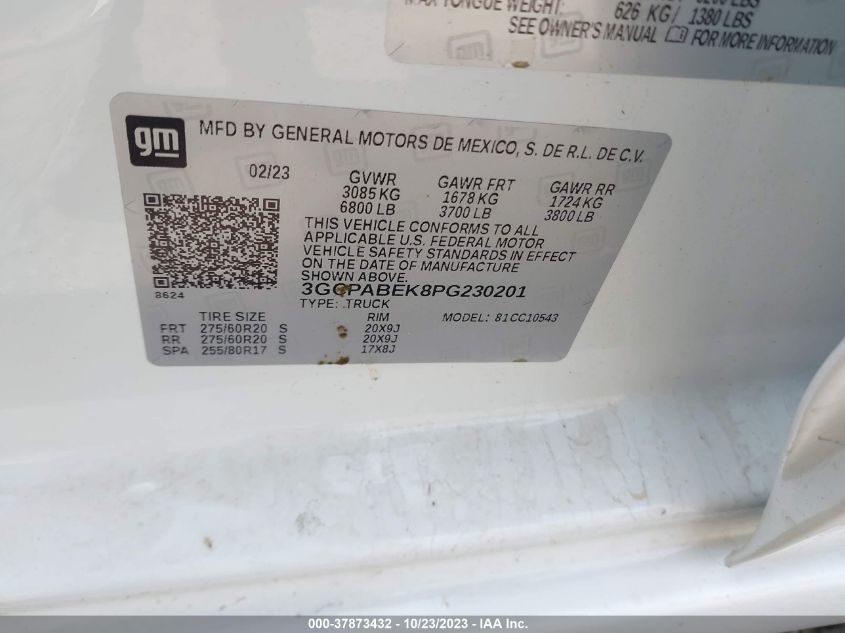 626 KG / 1380 LBS
SEE OWNER'S MANUAL FOR MORE INFORMATION
gm
MFD BY GENERAL MOTORS DE MEXICO, S. DE R.L. DE C.V.
02/23
GVWR GAWR FRT GAWR RR
3085 KG 1678 KG 1724 KG
6800 LB 3700 LB 3800 LB
THIS VEHICLE CONFORMS TO ALL
APPLICABLE U.S. FEDERAL MOTOR
VEHICLE SAFETY STANDARDS IN EFFECT
ON THE DATE OF MANUFACTURE
SHOWN ABOVE.
8624
3GCPABEK8PG230201
TYPE: TRUCK
TIRE SIZE RIM MODEL: 81CC10543
FRT 275/60R20 S 20X9J
RR 275/60R20 S 20X9J
SPA 255/80R17 S 17X8J
000-37873432 - 10/23/2023 - IAA Inc.